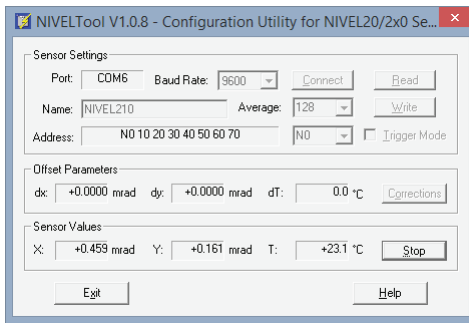 NIVELTool V1.0.8 - Configuration Utility for NIVEL20/2x0 Se... ×
Sensor Settings
Port: COM6 Baud Rate: 9600 Connect Read
Name: NIVEL210 Average: 128 Write
Address: N0 10 20 30 40 50 60 70 N0 Trigger Mode
Offset Parameters
dx: +0.0000 mrad dy: +0.0000 mrad dT: 0.0 °C Corrections
Sensor Values
X: +0.459 mrad Y: +0.161 mrad T: +23.1 °C Stop
Exit Help